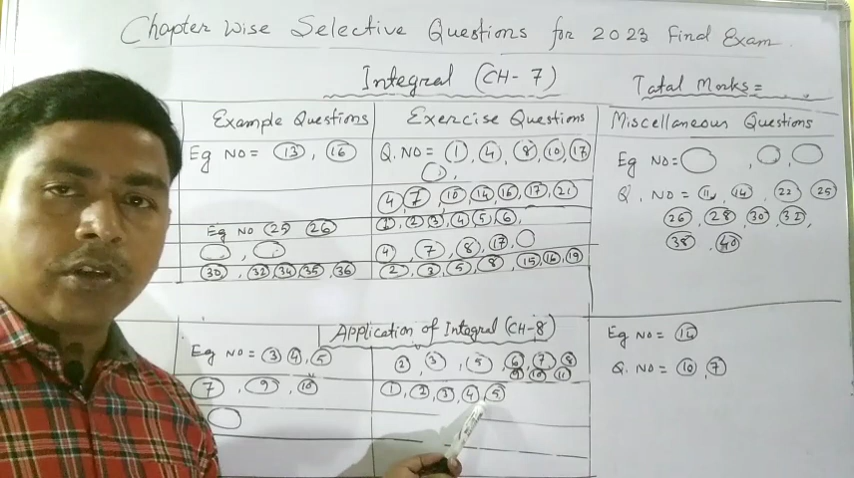 Chapter Wise Selective Questions for 2023 Final Exam
Integral (CH-7)
Tatal Marks =
Example Questions
Exercise Questions
Miscellaneous Questions
Eg NO = 13, 16
Q. NO = 1, 4, 8, 10, 17
4 7, 10, 14, 16, 17, 21
Eg NO 25 26
1, 2, 3, 4, 5, 6,
4, 7, 8, 17,
30, 32 34 35, 36
2, 3, 5, 8, 15, 16, 19
Eg NO =
Q. NO = 11, 14, 22, 25
26, 28, 30, 32,
38, 40
Application of Integral (CH-8)
Eg NO = 3 4, 5
2, 3, 5, 6, 7, 8
9 10 11
7, 9, 10
1, 2, 3, 4, 5
Eg NO = 14
Q. NO = 10, 7